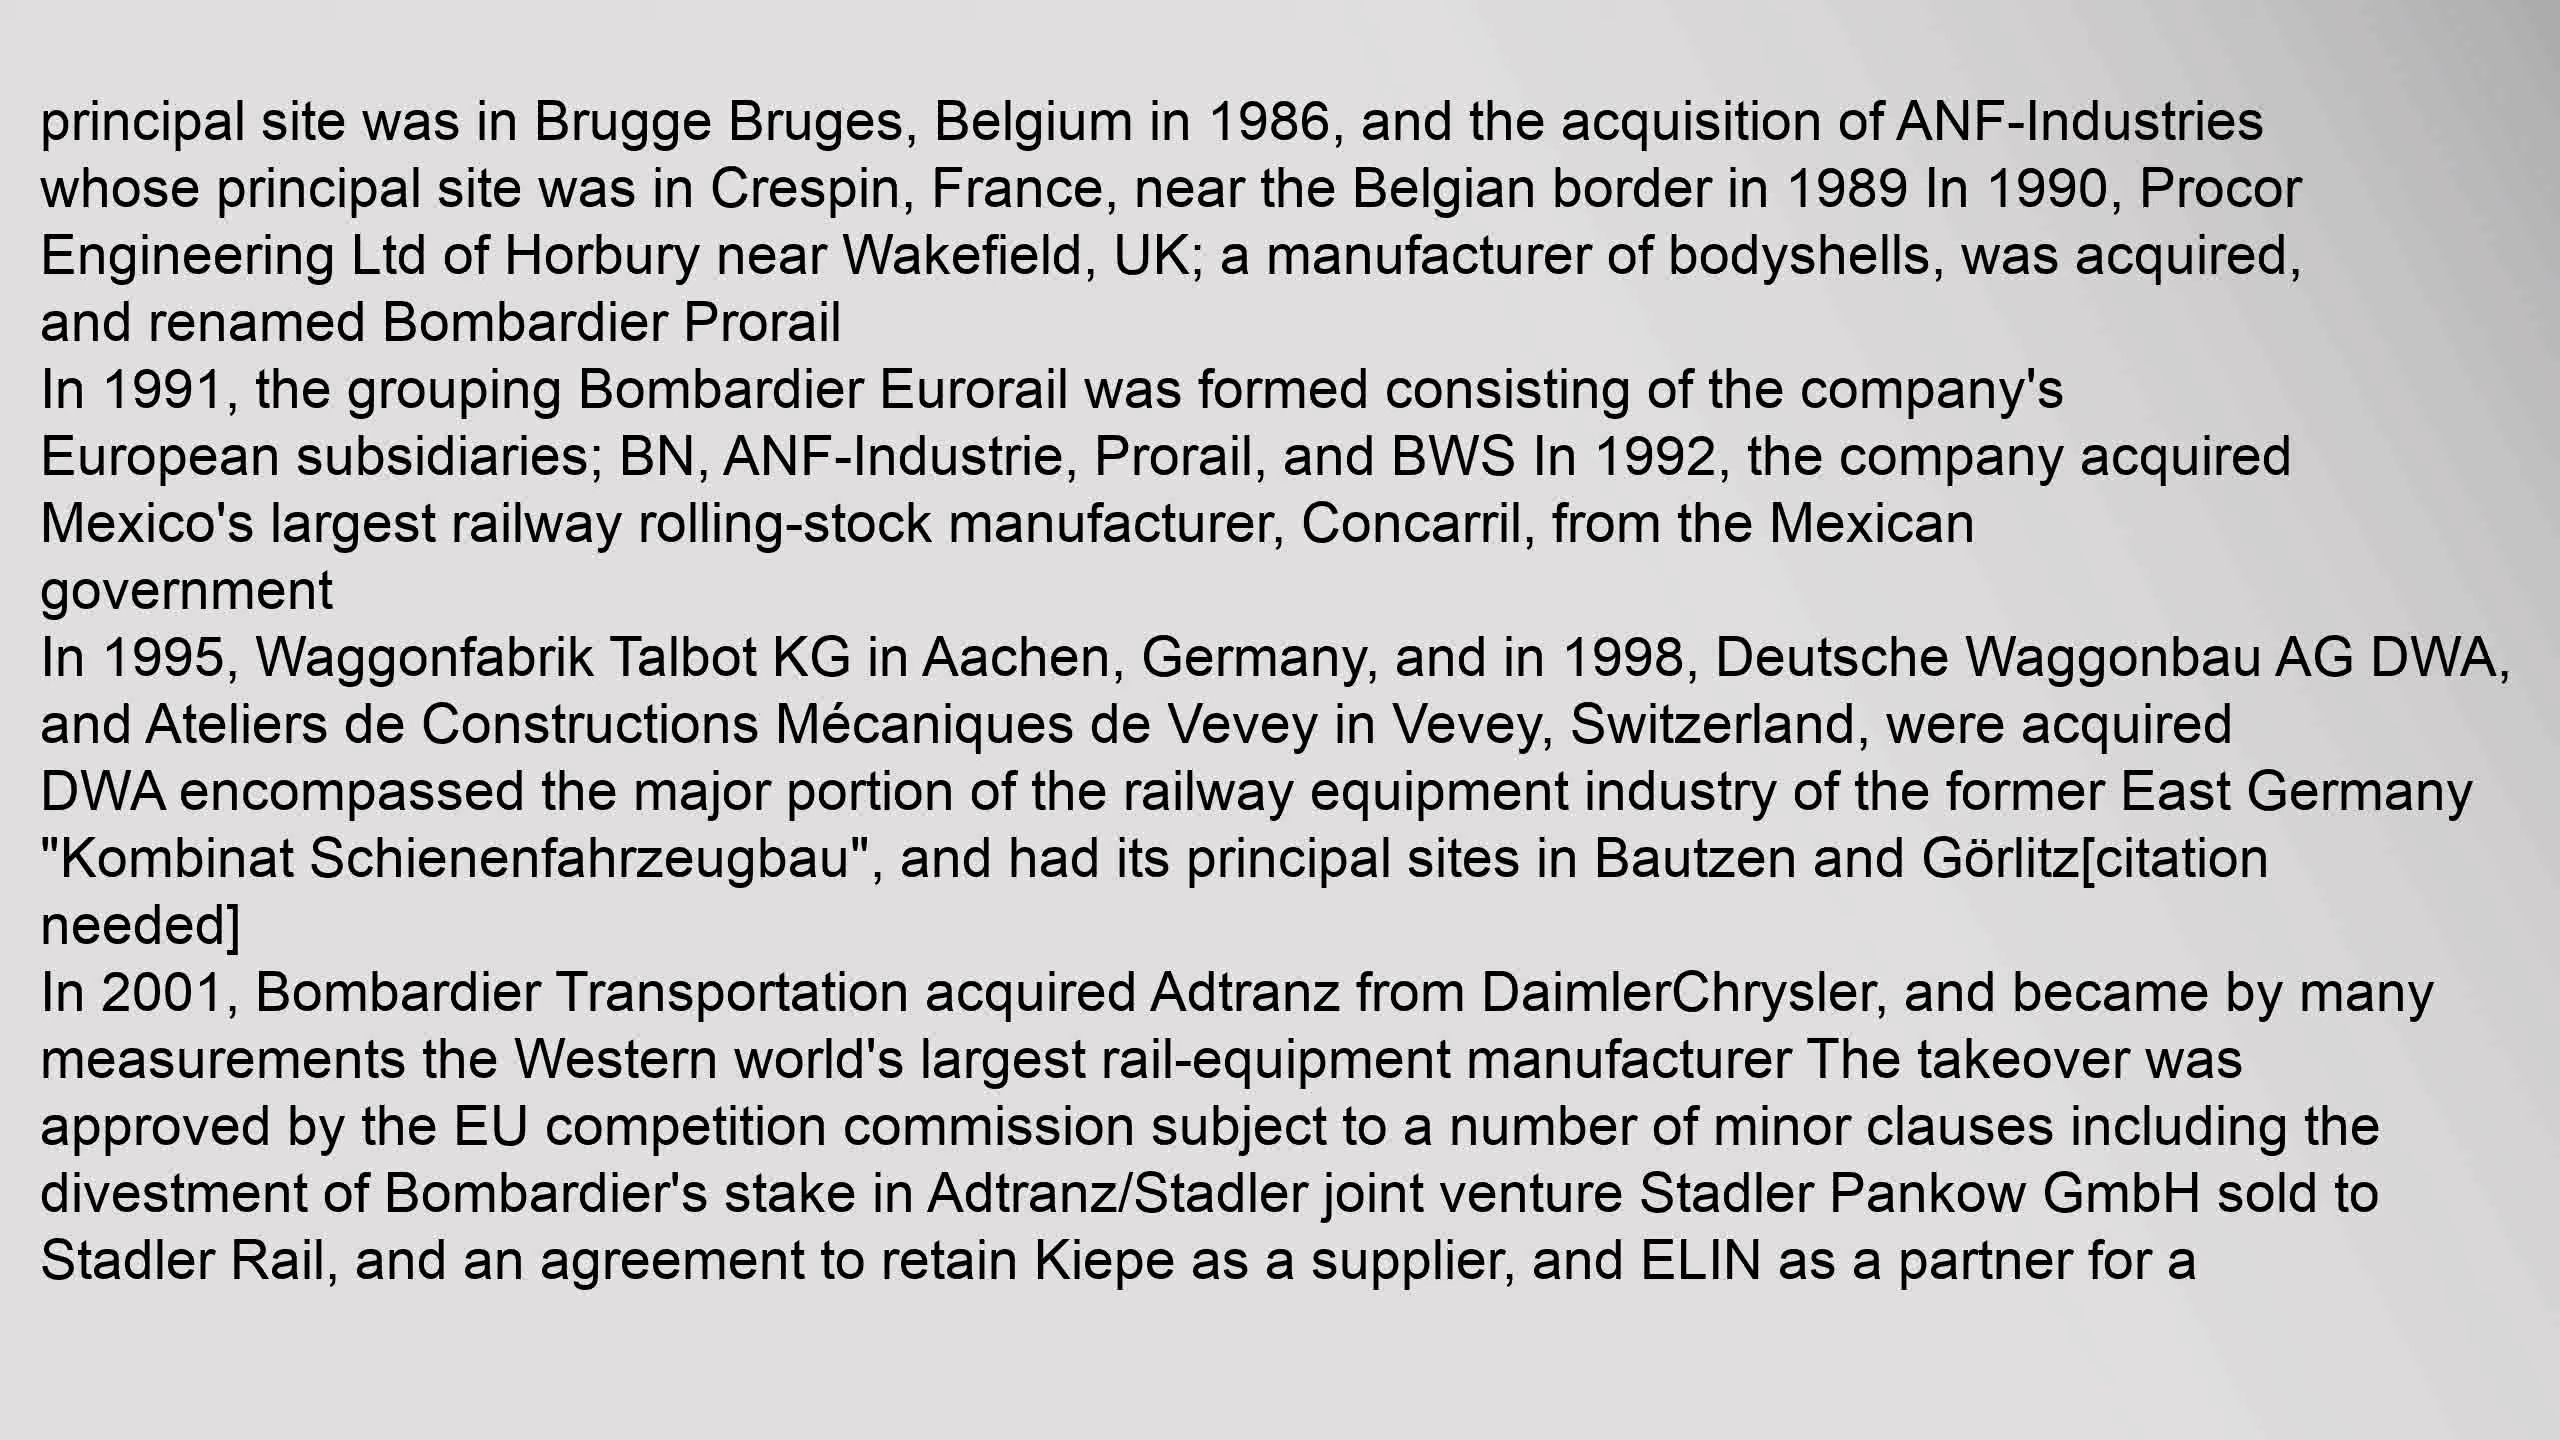 principal site was in Brugge Bruges, Belgium in 1986, and the acquisition of ANF-Industries
whose principal site was in Crespin, France, near the Belgian border in 1989 In 1990, Procor
Engineering Ltd of Horbury near Wakefield, UK; a manufacturer of bodyshells, was acquired,
and renamed Bombardier Prorail
In 1991, the grouping Bombardier Eurorail was formed consisting of the company's
European subsidiaries; BN, ANF-Industrie, Prorail, and BWS In 1992, the company acquired
Mexico's largest railway rolling-stock manufacturer, Concarril, from the Mexican
government
In 1995, Waggonfabrik Talbot KG in Aachen, Germany, and in 1998, Deutsche Waggonbau AG DWA,
and Ateliers de Constructions Mécaniques de Vevey in Vevey, Switzerland, were acquired
DWA encompassed the major portion of the railway equipment industry of the former East Germany
"Kombinat Schienenfahrzeugbau", and had its principal sites in Bautzen and Görlitz[citation
needed]
In 2001, Bombardier Transportation acquired Adtranz from DaimlerChrysler, and became by many
measurements the Western world's largest rail-equipment manufacturer The takeover was
approved by the EU competition commission subject to a number of minor clauses including the
divestment of Bombardier's stake in Adtranz/Stadler joint venture Stadler Pankow GmbH sold to
Stadler Rail, and an agreement to retain Kiepe as a supplier, and ELIN as a partner for a